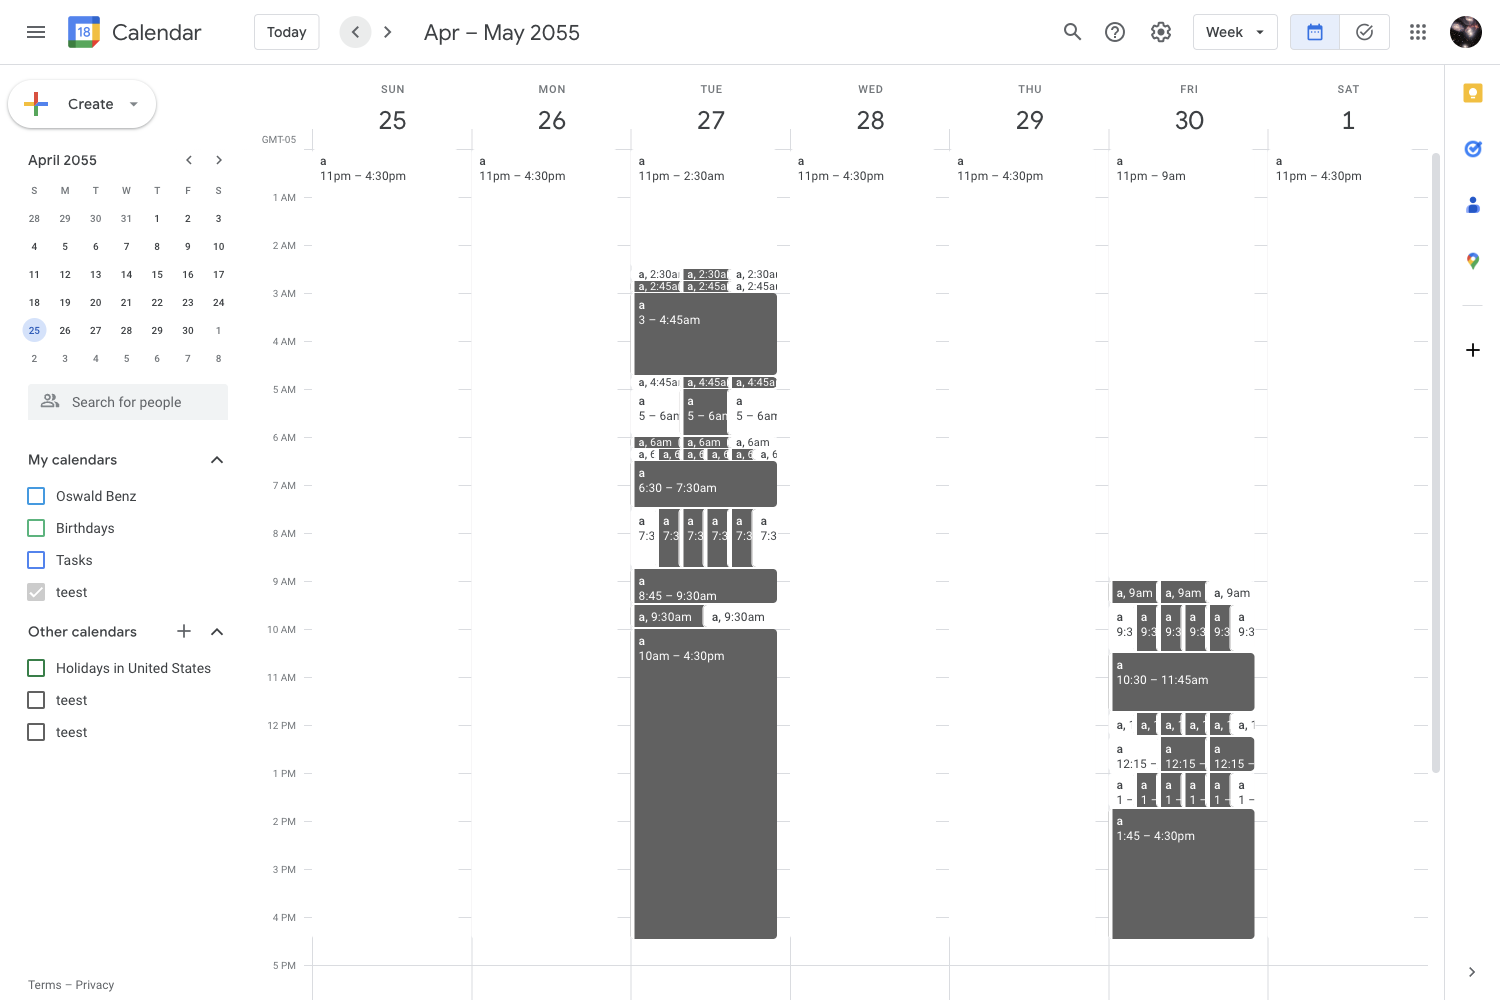 18 Calendar
Today
Apr – May 2055
Week
Create
April 2055
S M T W T F S
28 29 30 31 1 2 3
4 5 6 7 8 9 10
11 12 13 14 15 16 17
18 19 20 21 22 23 24
25 26 27 28 29 30 1
2 3 4 5 6 7 8
Search for people
My calendars
Oswald Benz
Birthdays
Tasks
teest
Other calendars
Holidays in United States
teest
teest
Terms – Privacy
SUN MON TUE WED THU FRI SAT
25 26 27 28 29 30 1
GMT-05
a a a a a a a
11pm – 4:30pm 11pm – 4:30pm 11pm – 2:30am 11pm – 4:30pm 11pm – 4:30pm 11pm – 9am 11pm – 4:30pm
1 AM
2 AM
a, 2:30a a, 2:30a a, 2:30a
a, 2:45a a, 2:45a a, 2:45a
3 AM
a
3 – 4:45am
4 AM
a, 4:45a a, 4:45a a, 4:45a
5 AM
a a a
5 – 6am 5 – 6am 5 – 6am
6 AM
a, 6am a, 6am a, 6am
a, 6 a, 6 a, 6 a, 6 a, 6 a, 6
a
6:30 – 7:30am
7 AM
a a a a a a
7:3 7:3 7:3 7:3 7:3 7:3
8 AM
a
8:45 – 9:30am
9 AM
a, 9am a, 9am a, 9am
a, 9:30am a, 9:30am
a a a a a a
9:3 9:3 9:3 9:3 9:3 9:3
10 AM
a
10am – 4:30pm
a
10:30 – 11:45am
11 AM
12 PM
a, a, a, a, a, a,
a a a
12:15 – 12:15 – 12:15 –
1 PM
a a a a a a
1 – 1 – 1 – 1 – 1 – 1 –
a
1:45 – 4:30pm
2 PM
3 PM
4 PM
5 PM